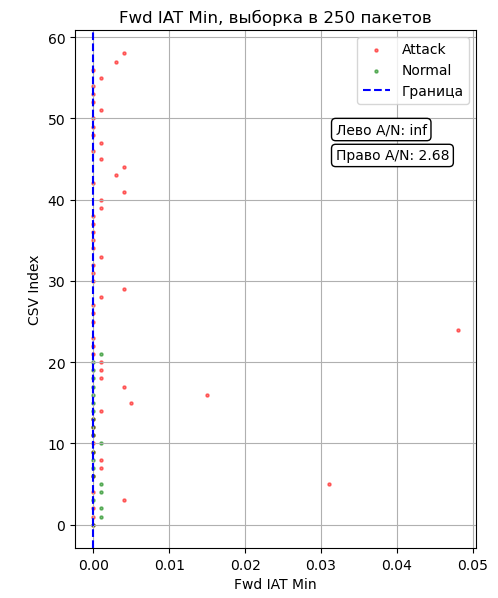 Fwd IAT Min, выборка в 250 пакетов
60
50
40
30
20
10
0
CSV Index
Attack
Normal
Граница
Лево A/N: inf
Право A/N: 2.68
0.00 0.01 0.02 0.03 0.04 0.05
Fwd IAT Min